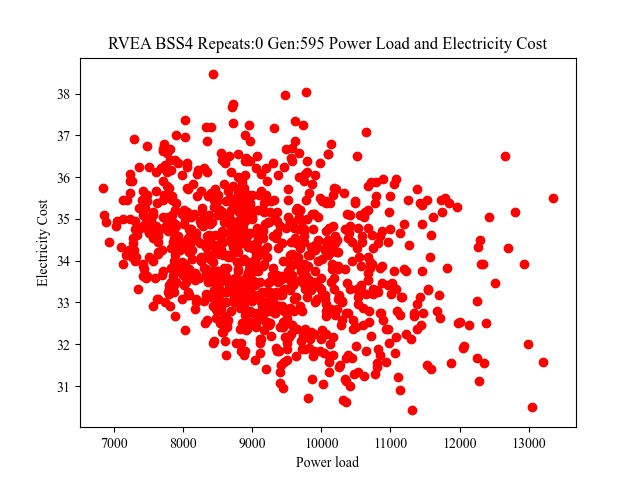 RVEA BSS4 Repeats:0 Gen:595 Power Load and Electricity Cost
Electricity Cost
38
37
36
35
34
33
32
31
7000 8000 9000 10000 11000 12000 13000
Power load